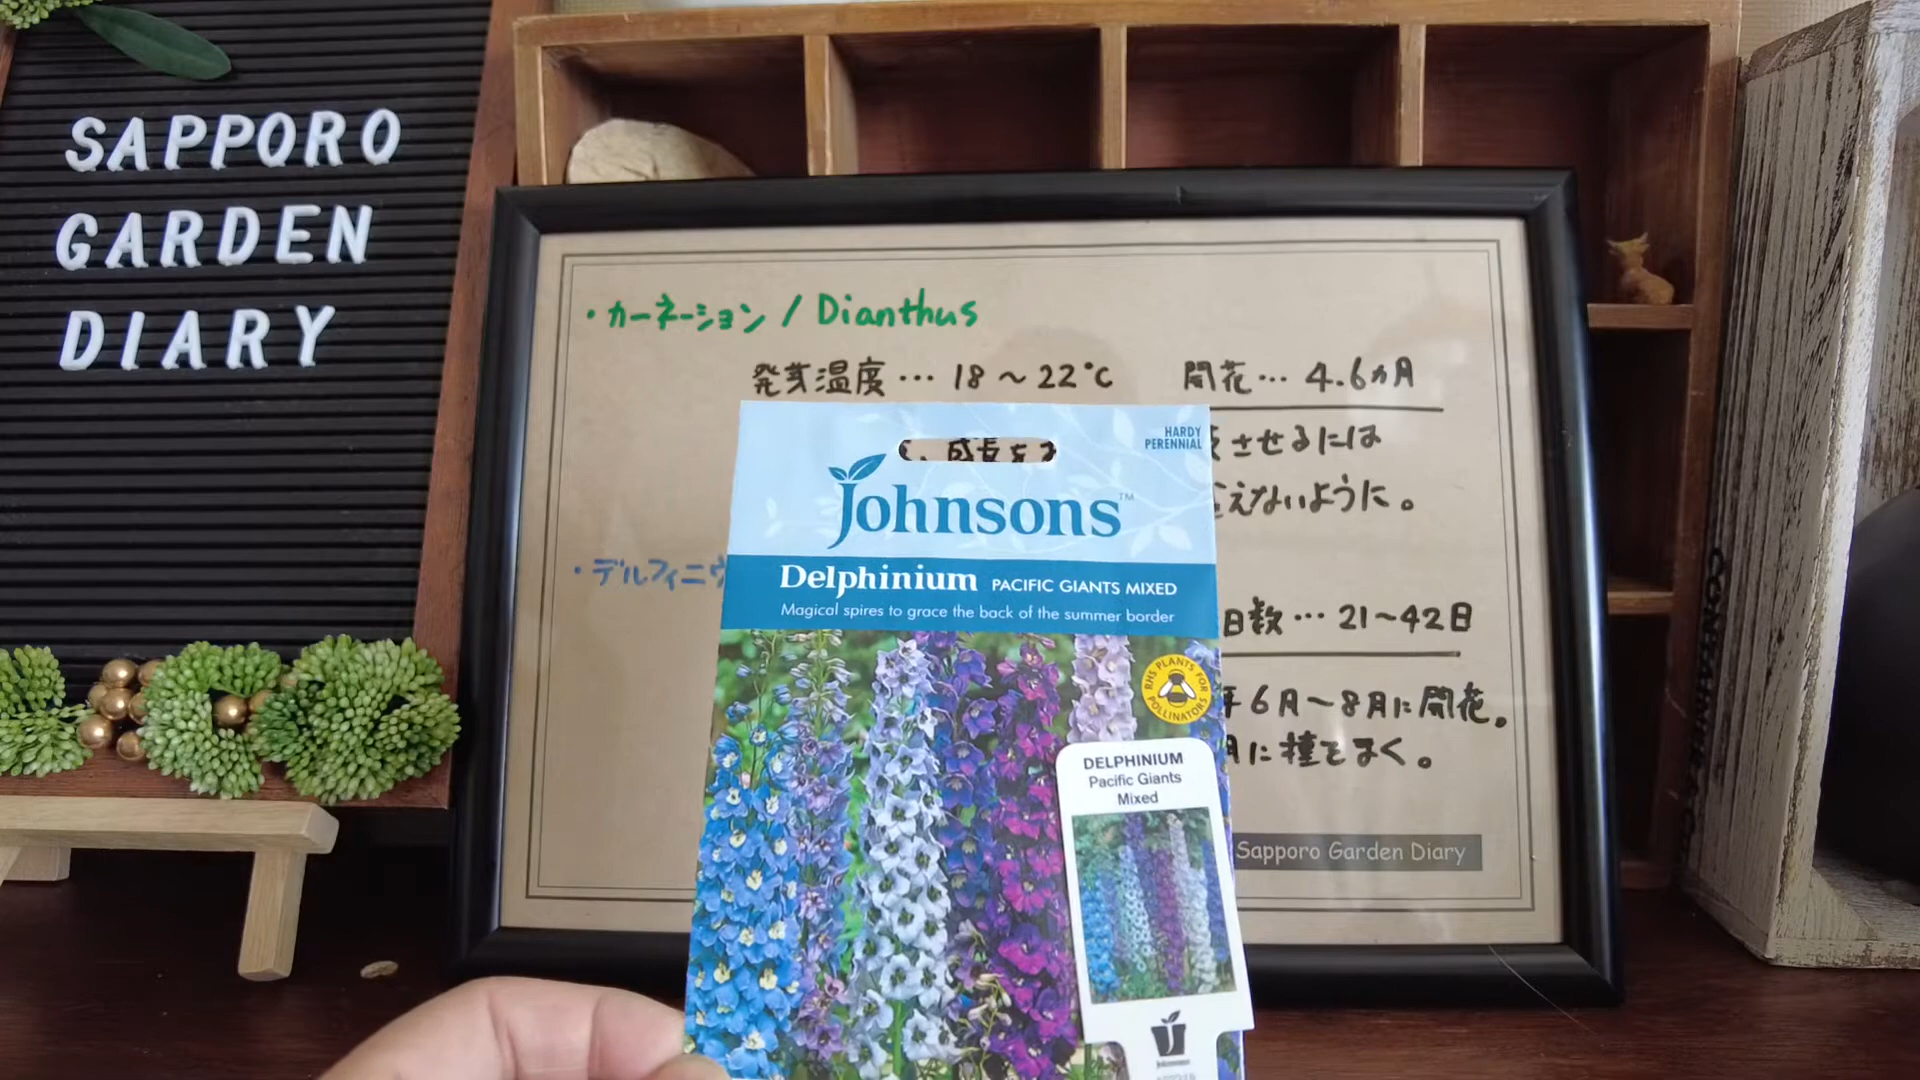 SAPPORO
GARDEN
DIARY
・カーネーション / Dianthus
発芽温度… 18〜22℃ 開花… 4.6ヵ月
成長を
させるには
えないように。
・デルフィニウ
日数… 21〜42日
年6月〜8月に開花。
月に種をまく。
HARDY
PERENNIAL
Johnsons™
Delphinium PACIFIC GIANTS MIXED
Magical spires to grace the back of the summer border
RHS PLANTS FOR POLLINATORS
DELPHINIUM
Pacific Giants
Mixed
Johnsons
Sapporo Garden Diary